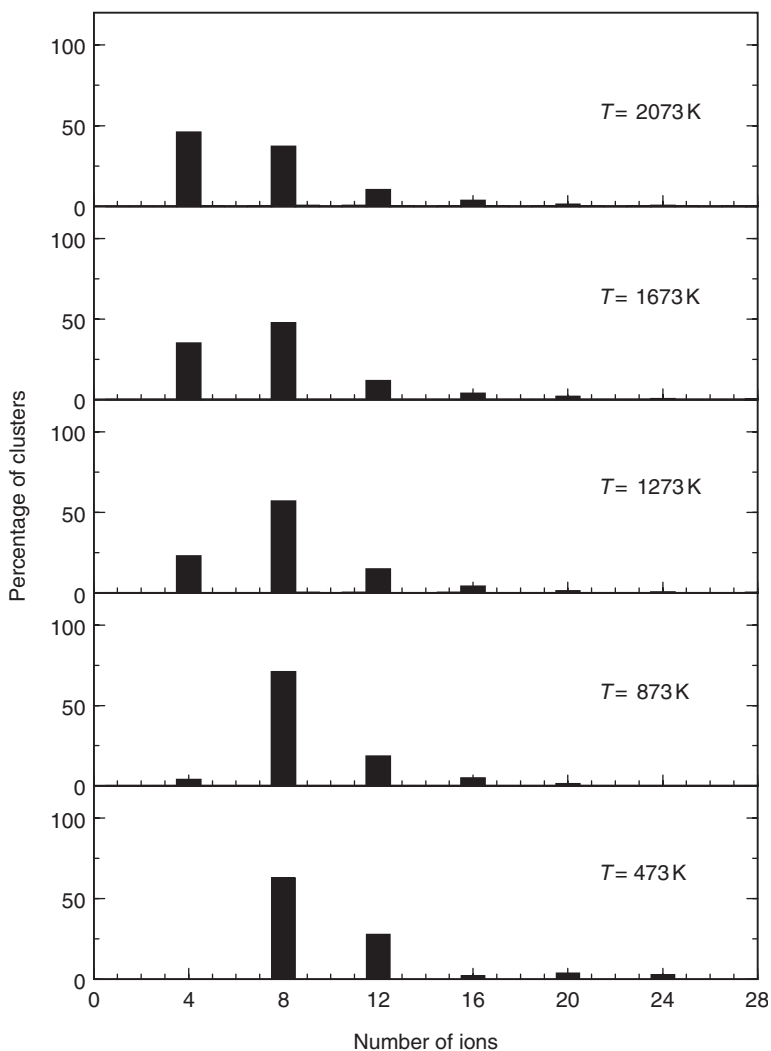 100
50
T = 2073 K
0
100
50
T = 1673 K
0
100
50
T = 1273 K
0
100
50
T = 873 K
0
100
50
T = 473 K
0
0 4 8 12 16 20 24 28
Number of ions
Percentage of clusters